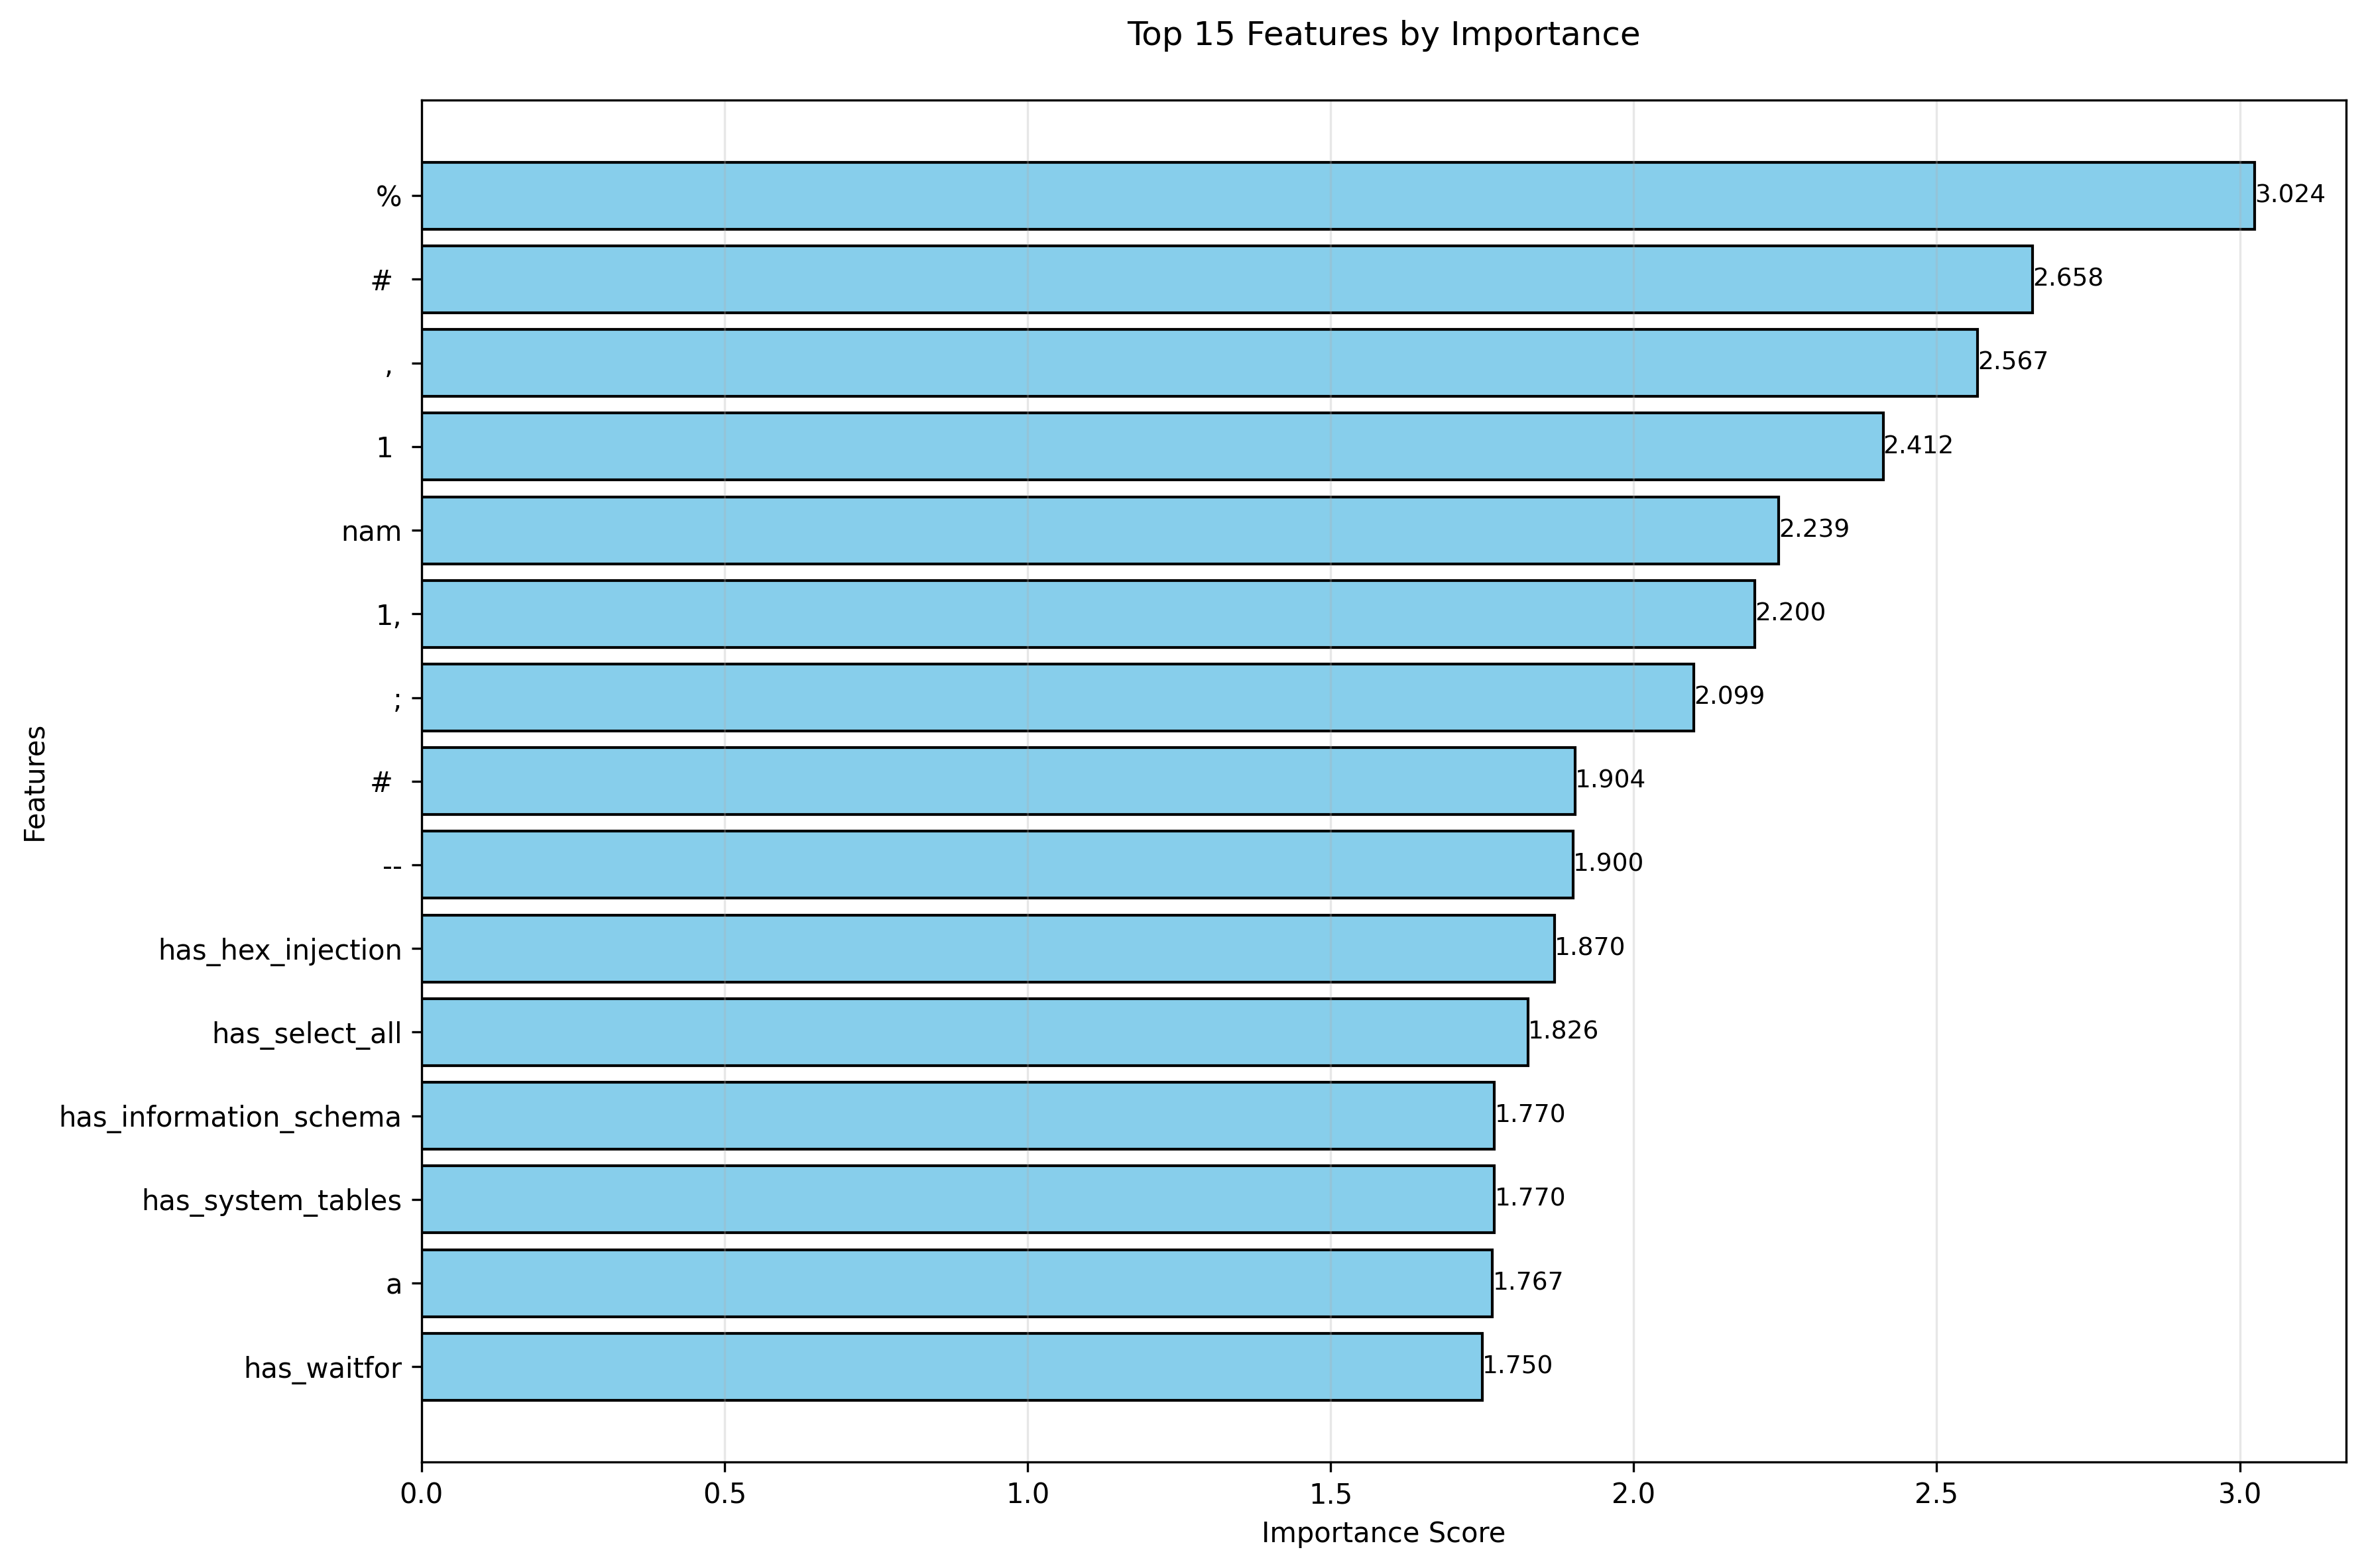 Top 15 Features by Importance
% 3.024
# 2.658
, 2.567
1 2.412
nam 2.239
1, 2.200
; 2.099
# 1.904
-- 1.900
has_hex_injection 1.870
has_select_all 1.826
has_information_schema 1.770
has_system_tables 1.770
a 1.767
has_waitfor 1.750
Features
0.0 0.5 1.0 1.5 2.0 2.5 3.0
Importance Score